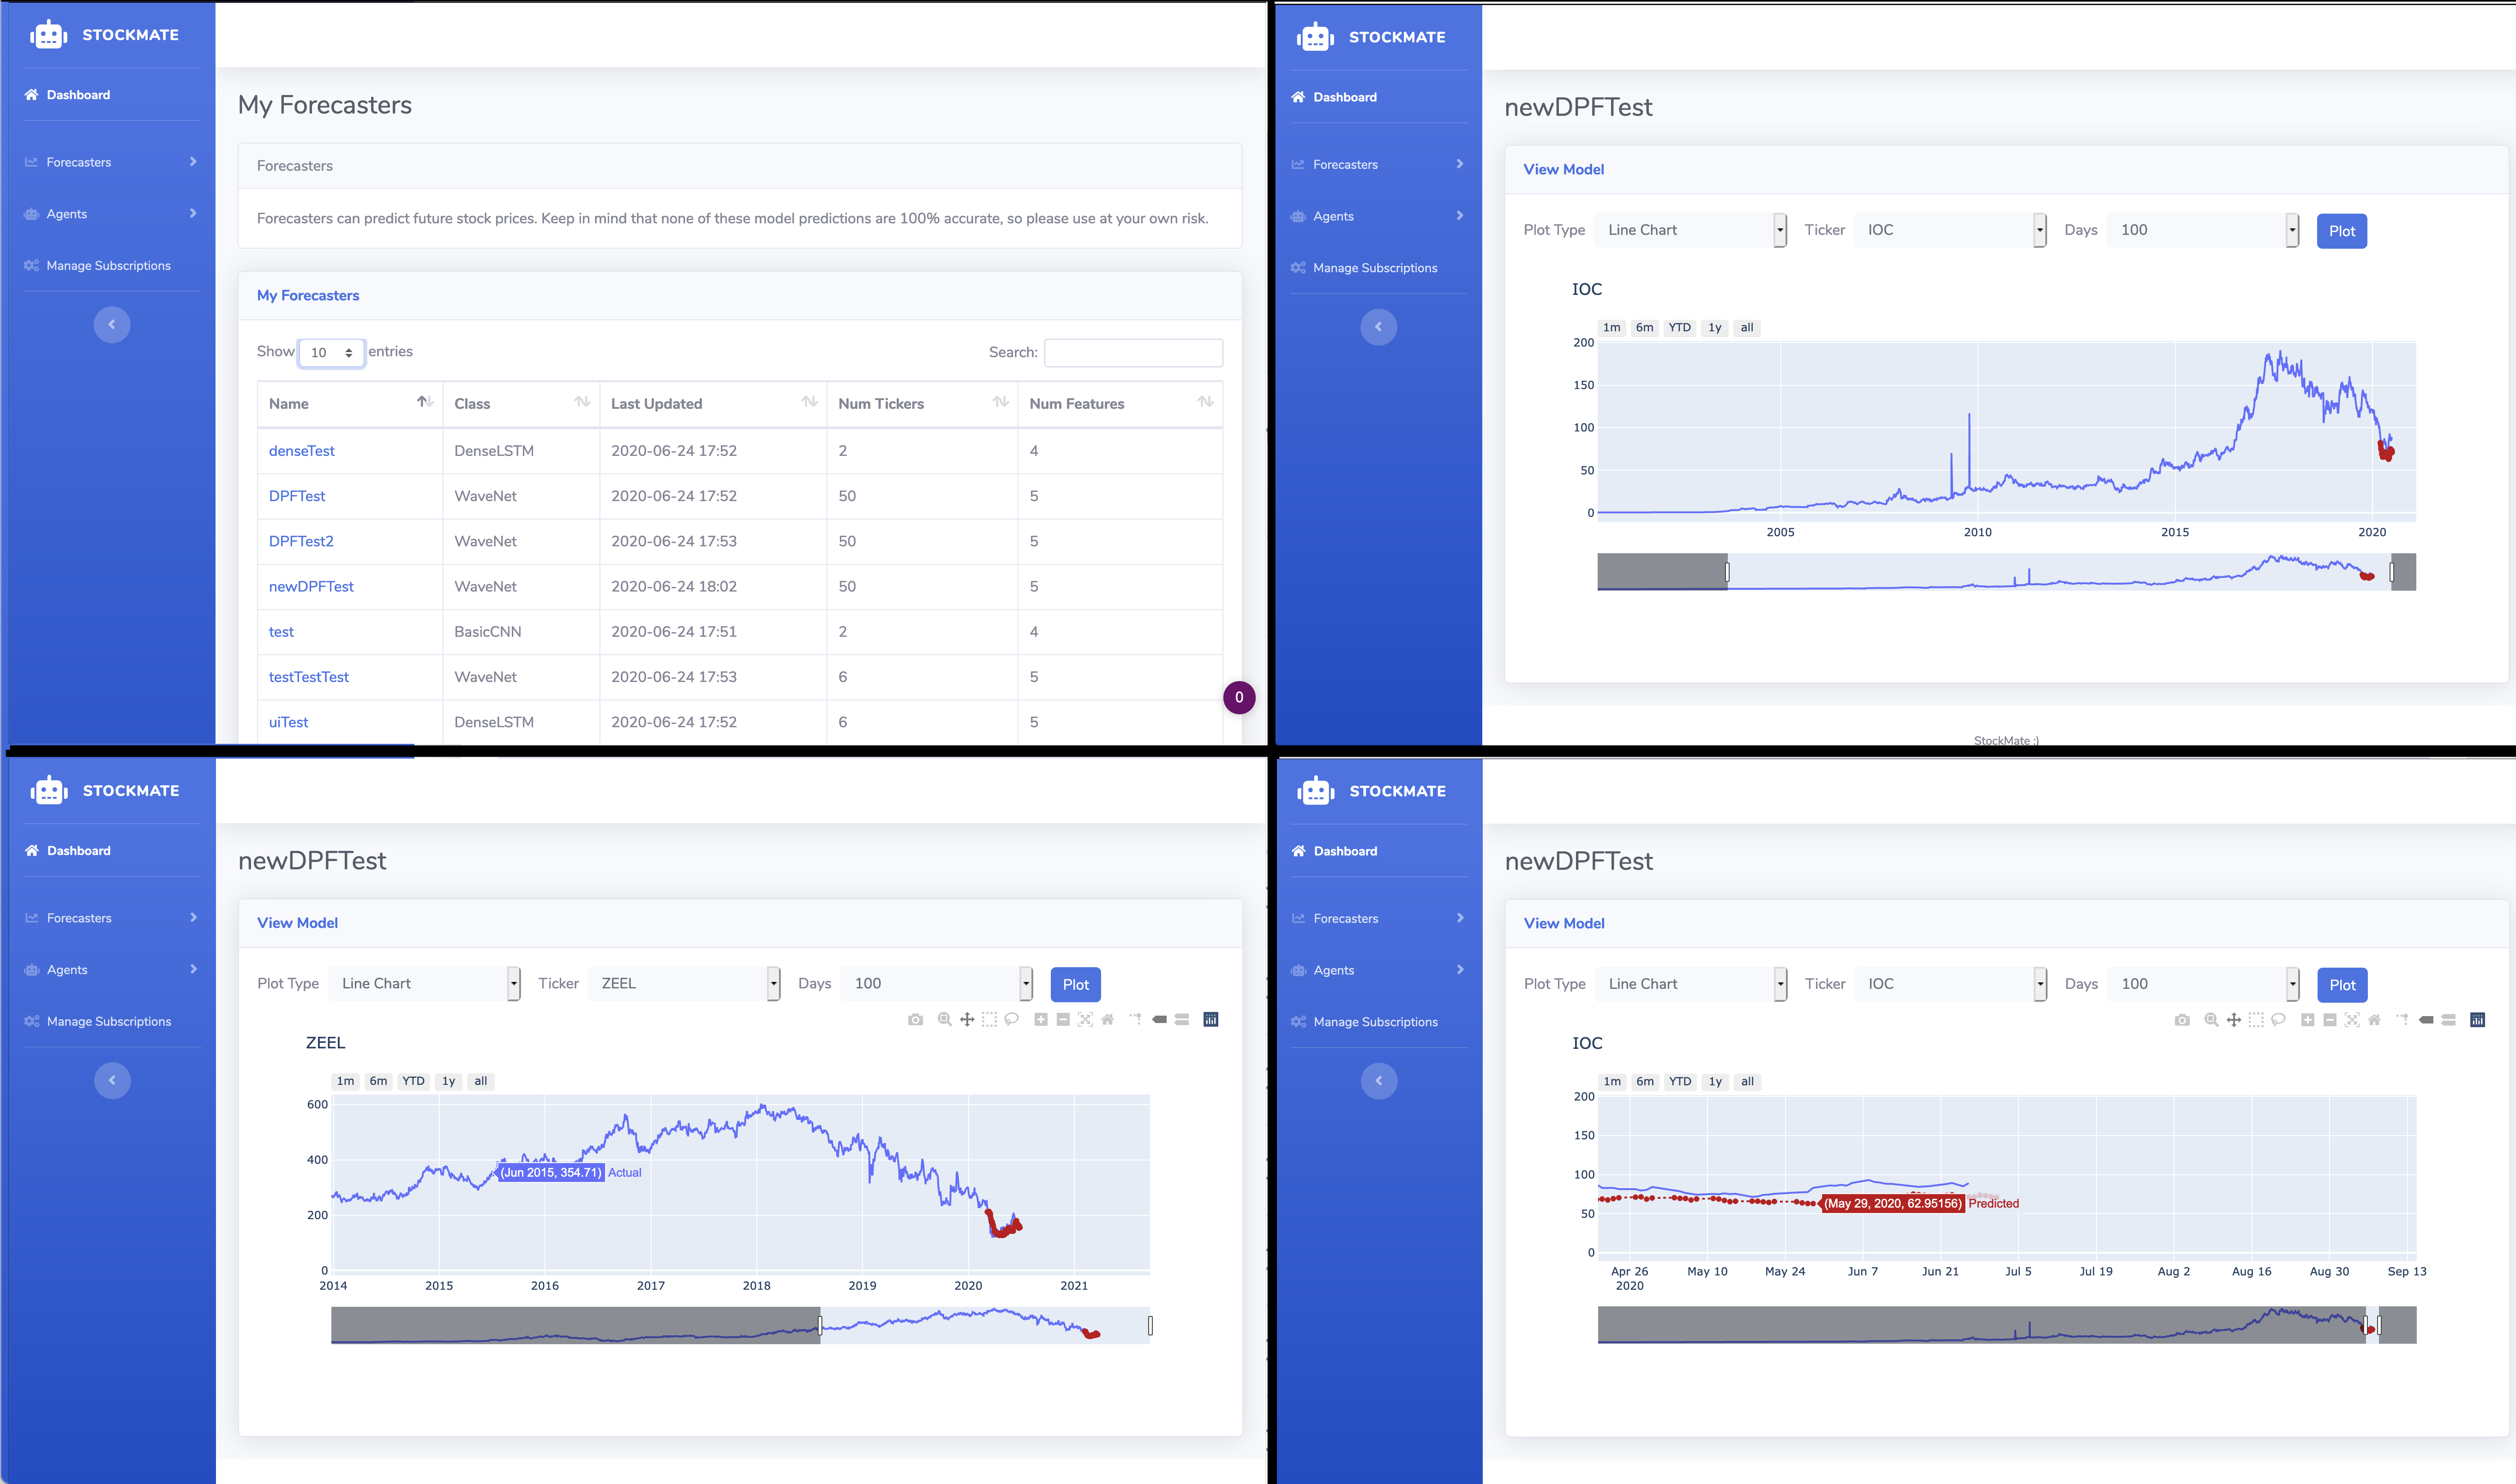 STOCKMATE
Dashboard
Forecasters
Agents
Manage Subscriptions
My Forecasters
Forecasters
Forecasters can predict future stock prices. Keep in mind that none of these model predictions are 100% accurate, so please use at your own risk.
My Forecasters
Show 10 entries Search:
Name Class Last Updated Num Tickers Num Features
denseTest DenseLSTM 2020-06-24 17:52 2 4
DPFTest WaveNet 2020-06-24 17:52 50 5
DPFTest2 WaveNet 2020-06-24 17:53 50 5
newDPFTest WaveNet 2020-06-24 18:02 50 5
test BasicCNN 2020-06-24 17:51 2 4
testTestTest WaveNet 2020-06-24 17:53 6 5
uiTest DenseLSTM 2020-06-24 17:52 6 5
0
STOCKMATE
Dashboard
Forecasters
Agents
Manage Subscriptions
newDPFTest
View Model
Plot Type Line Chart Ticker IOC Days 100 Plot
IOC
1m 6m YTD 1y all
200
150
100
50
0
2005 2010 2015 2020
StockMate :)
STOCKMATE
Dashboard
Forecasters
Agents
Manage Subscriptions
newDPFTest
View Model
Plot Type Line Chart Ticker ZEEL Days 100 Plot
ZEEL
1m 6m YTD 1y all
600
400
(Jun 2015, 354.71) Actual
200
0
2014 2015 2016 2017 2018 2019 2020 2021
STOCKMATE
Dashboard
Forecasters
Agents
Manage Subscriptions
newDPFTest
View Model
Plot Type Line Chart Ticker IOC Days 100 Plot
IOC
1m 6m YTD 1y all
200
150
100
(May 29, 2020, 62.95156) Predicted
50
0
Apr 26 May 10 May 24 Jun 7 Jun 21 Jul 5 Jul 19 Aug 2 Aug 16 Aug 30 Sep 13
2020